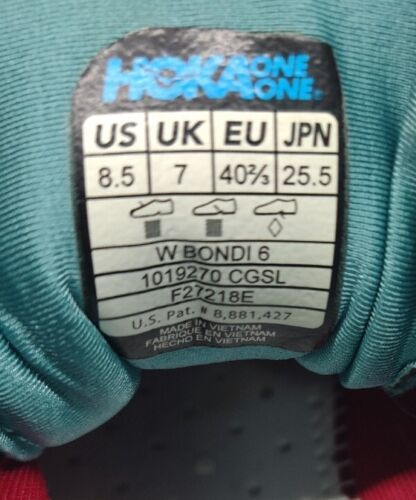 HOKA ONE ONE®
US UK EU JPN
8.5 7 40⅔ 25.5
W BONDI 6
1019270 CGSL
F27218E
U.S. Pat. # 8,881,427
MADE IN VIETNAM
FABRIQUE EN VIETNAM
HECHO EN VIETNAM